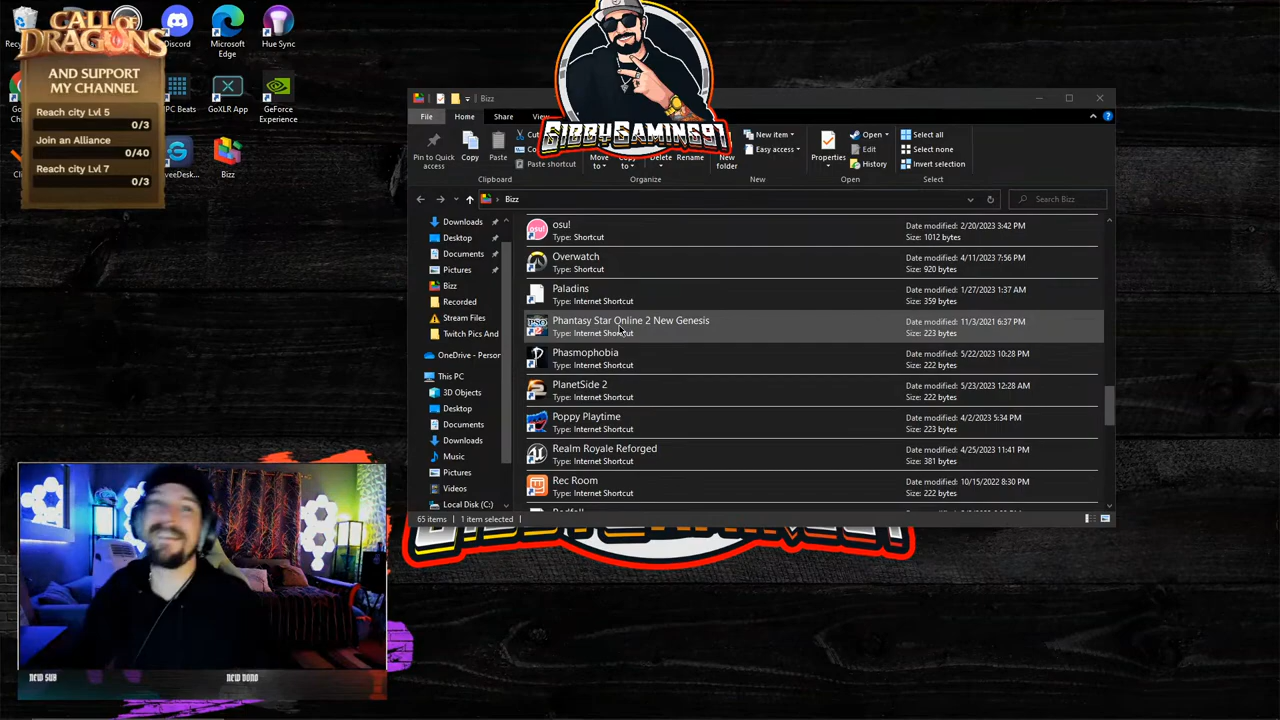 CALL OF
DRAGONS
AND SUPPORT
MY CHANNEL
Reach city Lvl 5
0/3
Join an Alliance
0/40
Reach city Lvl 7
0/3
Discord
Microsoft
Edge
Hue Sync
PC Beats
GoXLR App
GeForce
Experience
Bizz
GIBBYGAMING91
Bizz
File
Home
Share
Pin to Quick
access
Copy
Paste
Paste shortcut
Clipboard
Move
to
Copy
to
Delete
Rename
Organize
New
folder
New item
Easy access
New
Properties
Open
Edit
History
Open
Select all
Select none
Invert selection
Select
Bizz
Search Bizz
Downloads
Desktop
Documents
Pictures
Bizz
Recorded
Stream Files
Twitch Pics And
OneDrive - Person
This PC
3D Objects
Desktop
Documents
Downloads
Music
Pictures
Videos
Local Disk (C:)
osu!
Type: Shortcut
Date modified: 2/20/2023 3:42 PM
Size: 1012 bytes
Overwatch
Type: Shortcut
Date modified: 4/11/2023 7:56 PM
Size: 920 bytes
Paladins
Type: Internet Shortcut
Date modified: 1/27/2023 1:37 AM
Size: 359 bytes
Phantasy Star Online 2 New Genesis
Type: Internet Shortcut
Date modified: 11/3/2021 6:37 PM
Size: 223 bytes
Phasmophobia
Type: Internet Shortcut
Date modified: 5/22/2023 10:28 PM
Size: 222 bytes
PlanetSide 2
Type: Internet Shortcut
Date modified: 5/23/2023 12:28 AM
Size: 222 bytes
Poppy Playtime
Type: Internet Shortcut
Date modified: 4/2/2023 5:34 PM
Size: 223 bytes
Realm Royale Reforged
Type: Internet Shortcut
Date modified: 4/25/2023 11:41 PM
Size: 381 bytes
Rec Room
Type: Internet Shortcut
Date modified: 10/15/2022 8:30 PM
Size: 222 bytes
65 items
1 item selected
NEW SUB
NEW DONO